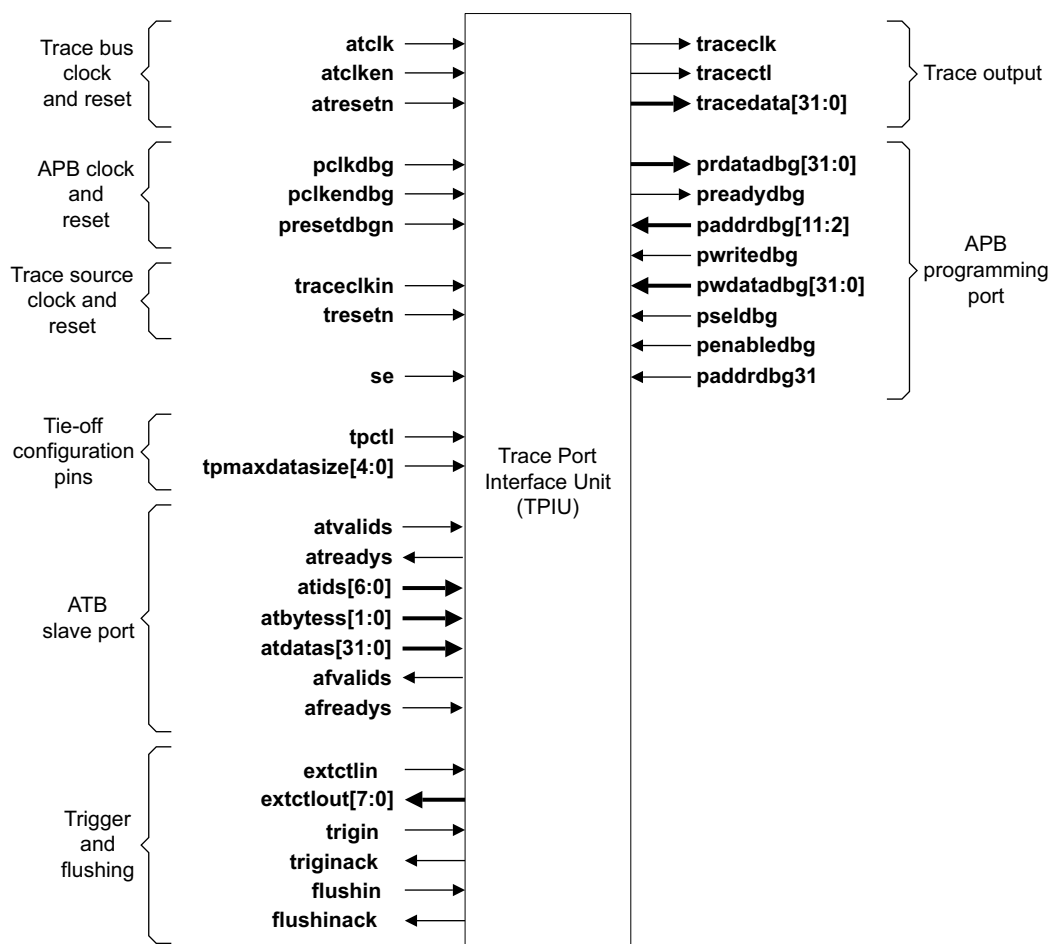 Trace bus
clock
and reset
atclk
atclken
atresetn
APB clock
and
reset
pclkdbg
pclkendbg
presetdbgn
Trace source
clock and
reset
traceclkin
tresetn
se
Tie-off
configuration
pins
tpctl
tpmaxdatasize[4:0]
ATB
slave port
atvalids
atreadys
atids[6:0]
atbytess[1:0]
atdatas[31:0]
afvalids
afreadys
Trigger
and
flushing
extctlin
extctlout[7:0]
trigin
triginack
flushin
flushinack
Trace Port
Interface Unit
(TPIU)
traceclk
tracectl
tracedata[31:0]
Trace output
prdatadbg[31:0]
preadydbg
paddrdbg[11:2]
pwritedbg
pwdatadbg[31:0]
pseldbg
penabledbg
paddrdbg31
APB
programming
port